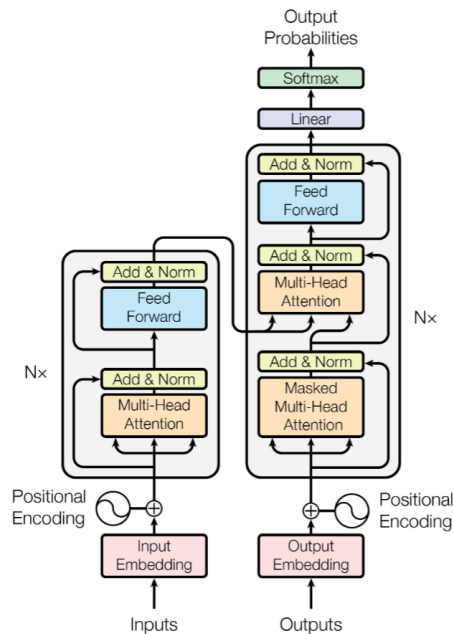 Output
Probabilities
Softmax
Linear
Add & Norm
Feed
Forward
Add & Norm
Multi-Head
Attention
Add & Norm
Masked
Multi-Head
Attention
Nx
Add & Norm
Feed
Forward
Add & Norm
Multi-Head
Attention
Nx
Positional
Encoding
Positional
Encoding
Input
Embedding
Output
Embedding
Inputs
Outputs